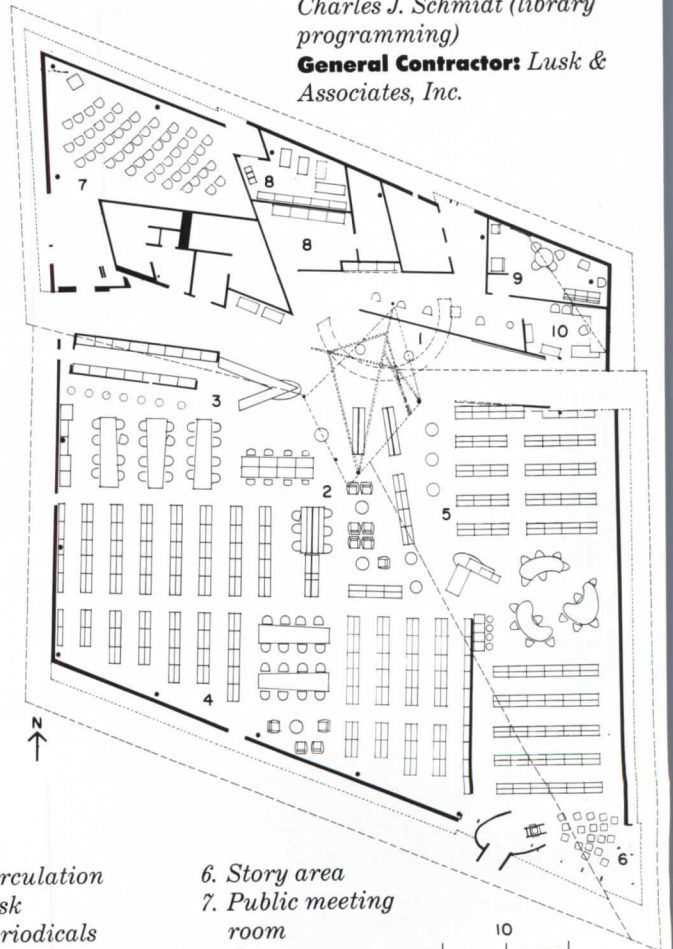 Charles J. Schmidt (library
programming)
General Contractor: Lusk &
Associates, Inc.
7
8
8
9
10
1
3
2
5
4
N
6
rculation
sk
riodicals
6. Story area
7. Public meeting
room
10